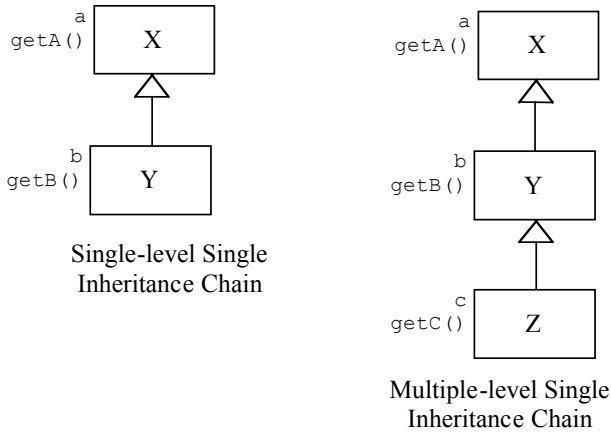 a
getA()
X
b
getB()
Y
Single-level Single
Inheritance Chain
a
getA()
X
b
getB()
Y
c
getC()
Z
Multiple-level Single
Inheritance Chain